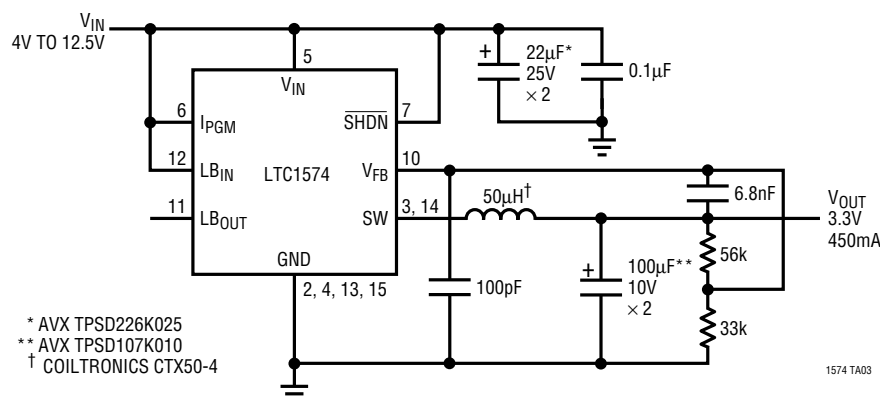 VIN
4V TO 12.5V
5
VIN
6
IPGM
12
LBIN
11
LBOUT
LTC1574
SHDN
7
VFB
10
SW
3, 14
GND
2, 4, 13, 15
+
22µF*
25V
× 2
0.1µF
50µH†
6.8nF
VOUT
3.3V
450mA
100pF
+
100µF**
10V
× 2
56k
33k
* AVX TPSD226K025
** AVX TPSD107K010
† COILTRONICS CTX50-4
1574 TA03